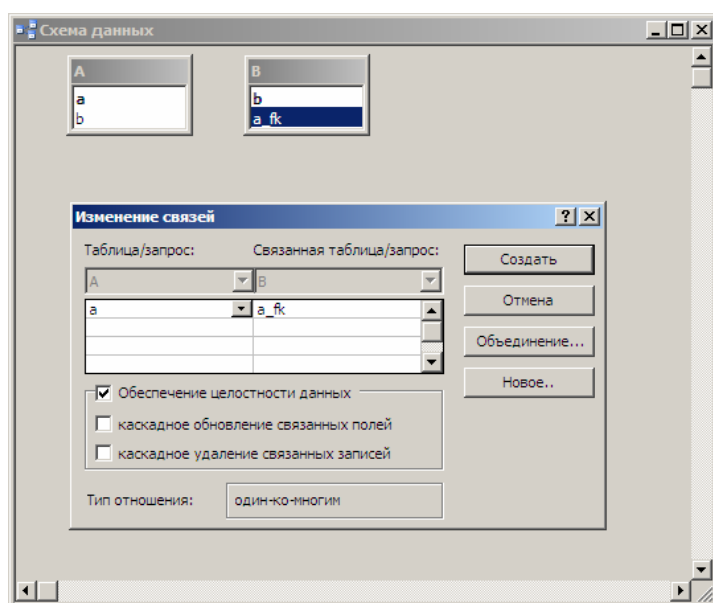 Схема данных
A B
a b
b a_fk
Изменение связей
Таблица/запрос: Связанная таблица/запрос:
Создать
A B
Отмена
a a_fk
Объединение...
Новое..
Обеспечение целостности данных
каскадное обновление связанных полей
каскадное удаление связанных записей
Тип отношения: один-ко-многим